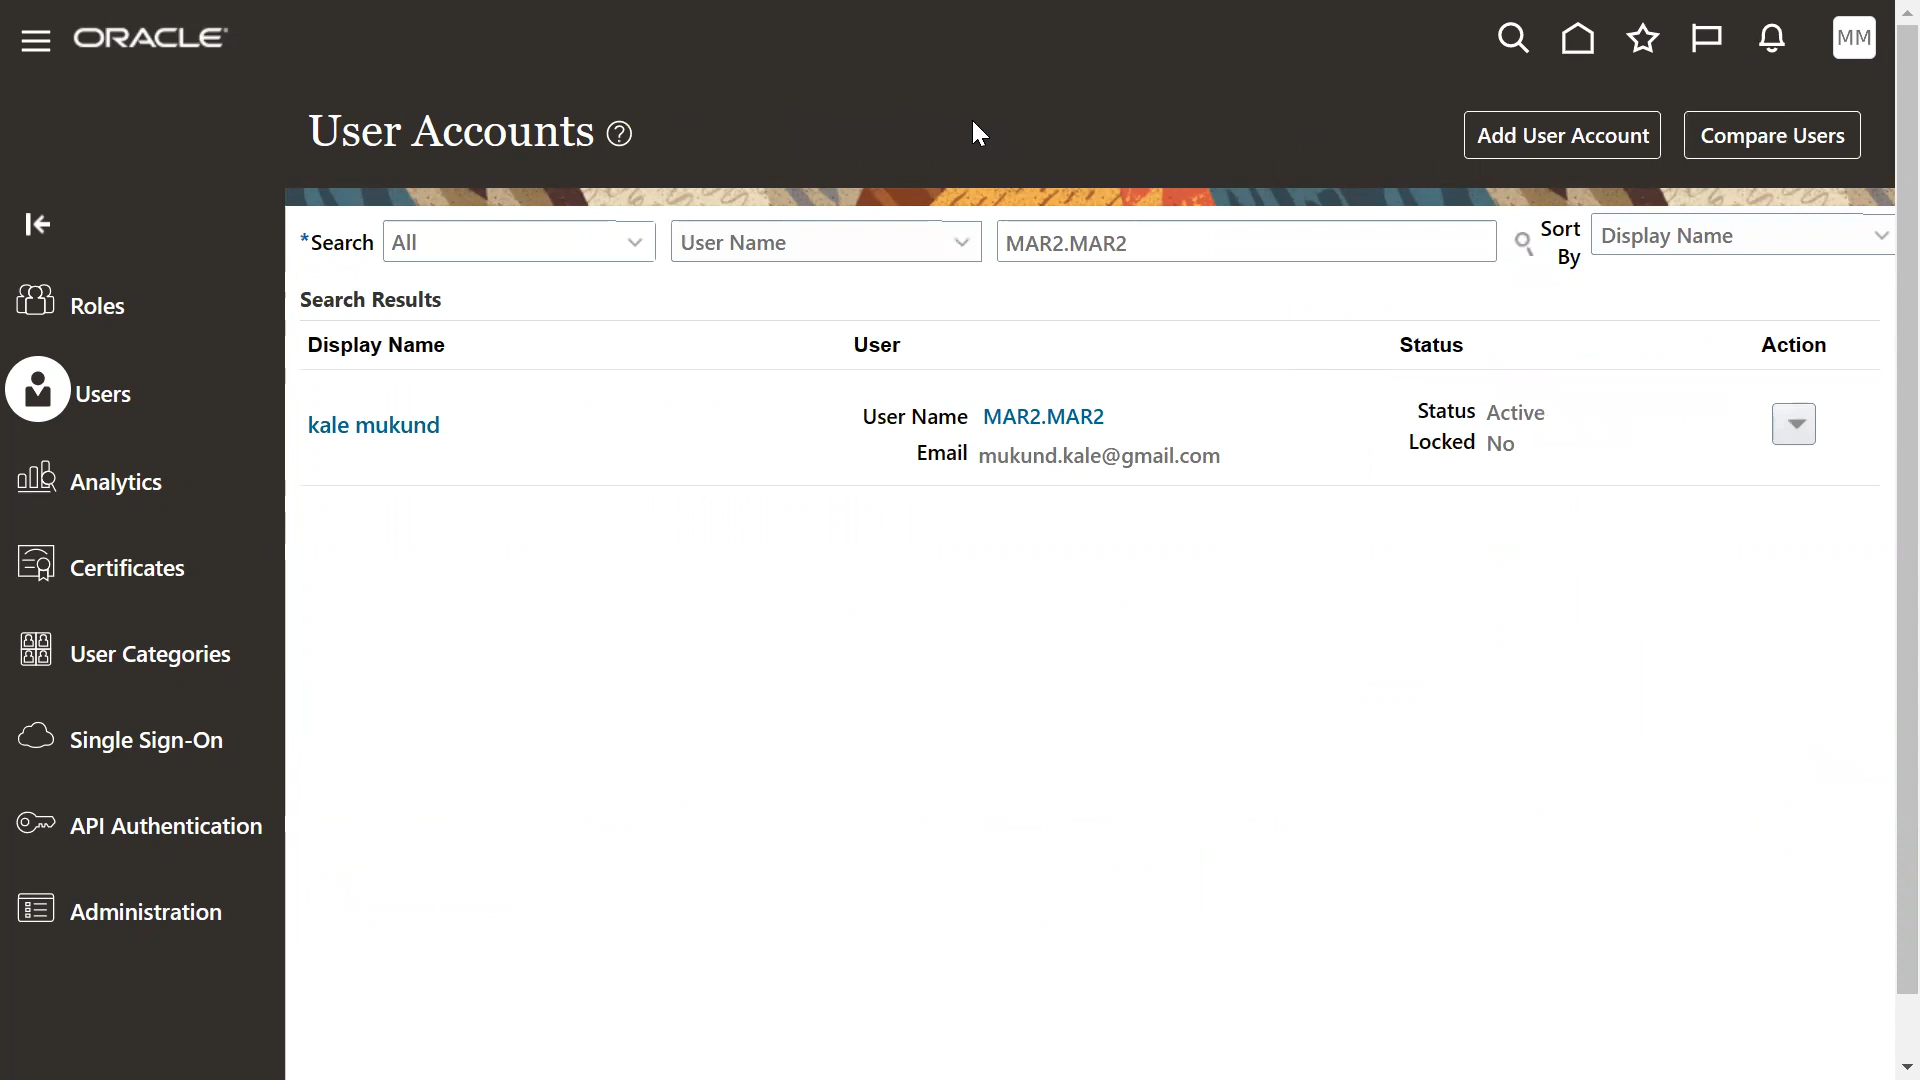 ORACLE
MM
User Accounts ?
Add User Account
Compare Users
*Search All User Name MAR2.MAR2 Sort By Display Name
Search Results
Display Name User Status Action
kale mukund
User Name MAR2.MAR2
Email mukund.kale@gmail.com
Status Active
Locked No
Roles
Users
Analytics
Certificates
User Categories
Single Sign-On
API Authentication
Administration